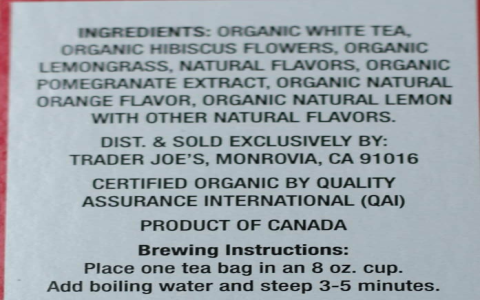 INGREDIENTS: ORGANIC WHITE TEA,
ORGANIC HIBISCUS FLOWERS, ORGANIC
LEMONGRASS, NATURAL FLAVORS, ORGANIC
POMEGRANATE EXTRACT, ORGANIC NATURAL
ORANGE FLAVOR, ORGANIC NATURAL LEMON
WITH OTHER NATURAL FLAVORS.
DIST. & SOLD EXCLUSIVELY BY:
TRADER JOE'S, MONROVIA, CA 91016
CERTIFIED ORGANIC BY QUALITY
ASSURANCE INTERNATIONAL (QAI)
PRODUCT OF CANADA
Brewing Instructions:
Place one tea bag in an 8 oz. cup.
Add boiling water and steep 3-5 minutes.